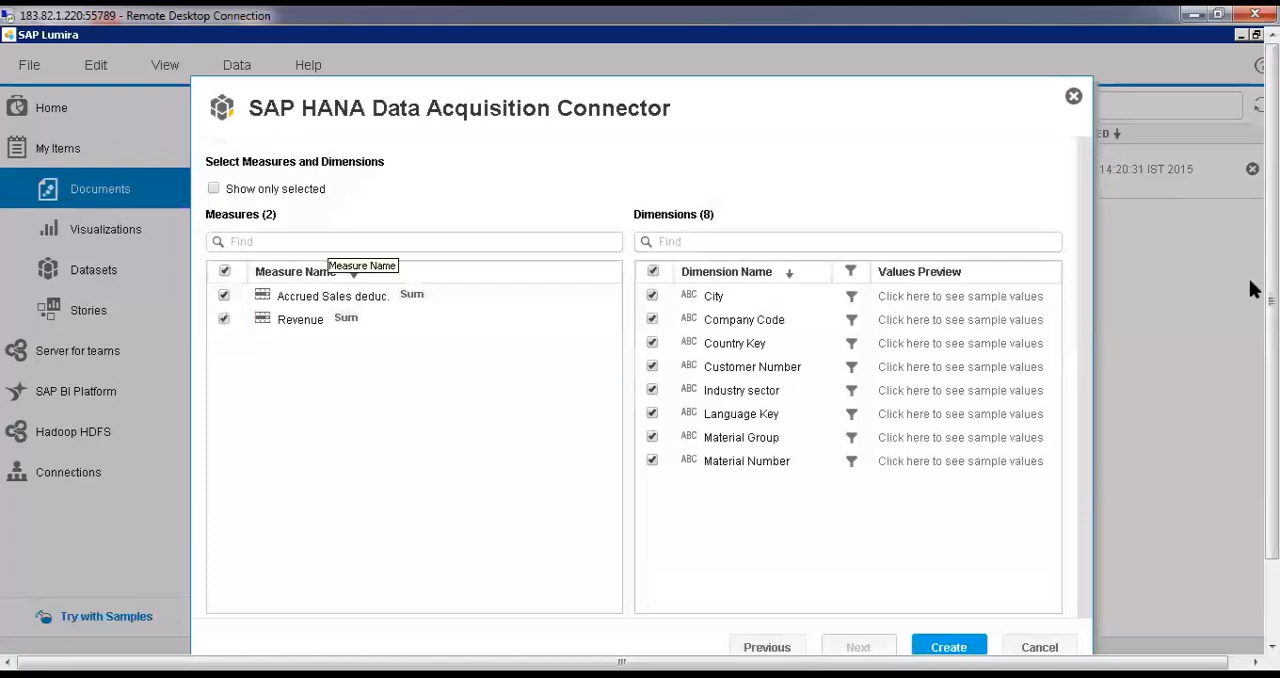 183.82.1.220:55789 - Remote Desktop Connection
SAP Lumira
File Edit View Data Help
Home
My Items
Documents
Visualizations
Datasets
Stories
Server for teams
SAP BI Platform
Hadoop HDFS
Connections
Try with Samples
SAP HANA Data Acquisition Connector
Select Measures and Dimensions
Show only selected
Measures (2)
Find
Measure Name
Measure Name
Accrued Sales deduc. Sum
Revenue Sum
Dimensions (8)
Find
Dimension Name Values Preview
ABC City Click here to see sample values
ABC Company Code Click here to see sample values
ABC Country Key Click here to see sample values
ABC Customer Number Click here to see sample values
ABC Industry sector Click here to see sample values
ABC Language Key Click here to see sample values
ABC Material Group Click here to see sample values
ABC Material Number Click here to see sample values
Previous Next Create Cancel
ED
14:20:31 IST 2015